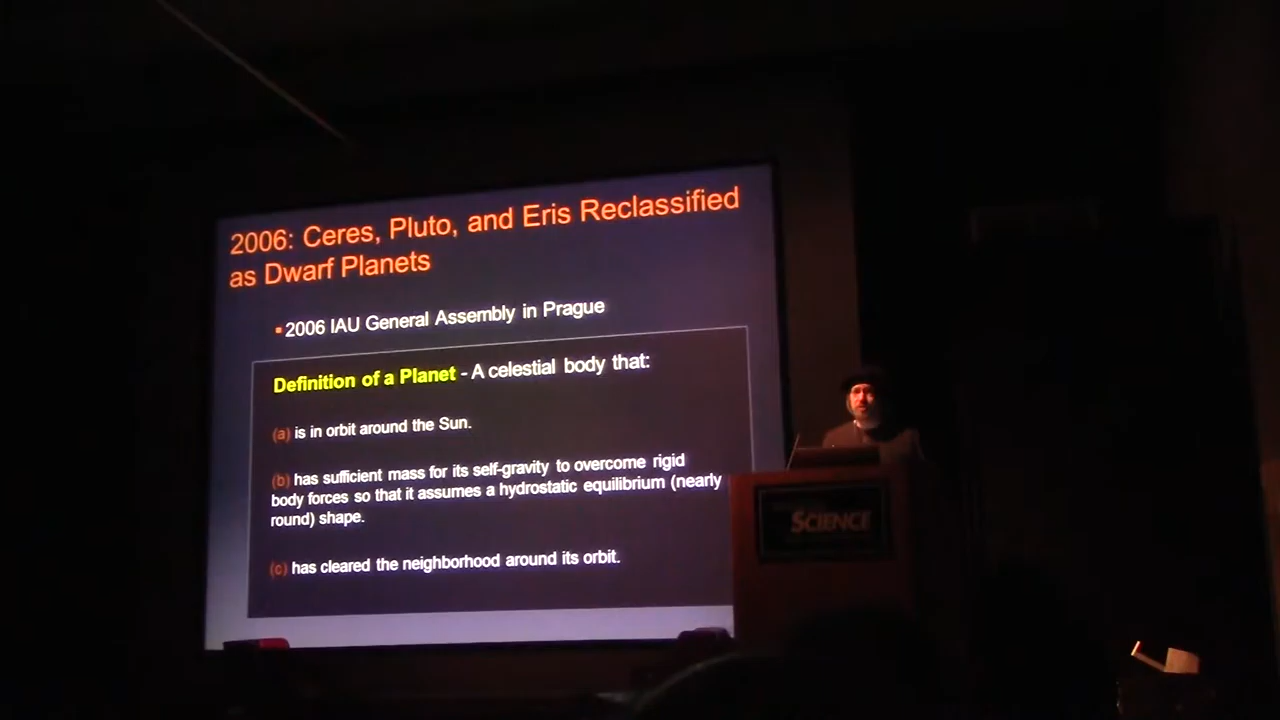 2006: Ceres, Pluto, and Eris Reclassified
as Dwarf Planets
▪ 2006 IAU General Assembly in Prague
Definition of a Planet - A celestial body that:
(a) is in orbit around the Sun.
(b) has sufficient mass for its self-gravity to overcome rigid
body forces so that it assumes a hydrostatic equilibrium (nearly
round) shape.
(c) has cleared the neighborhood around its orbit.
SCIENCE